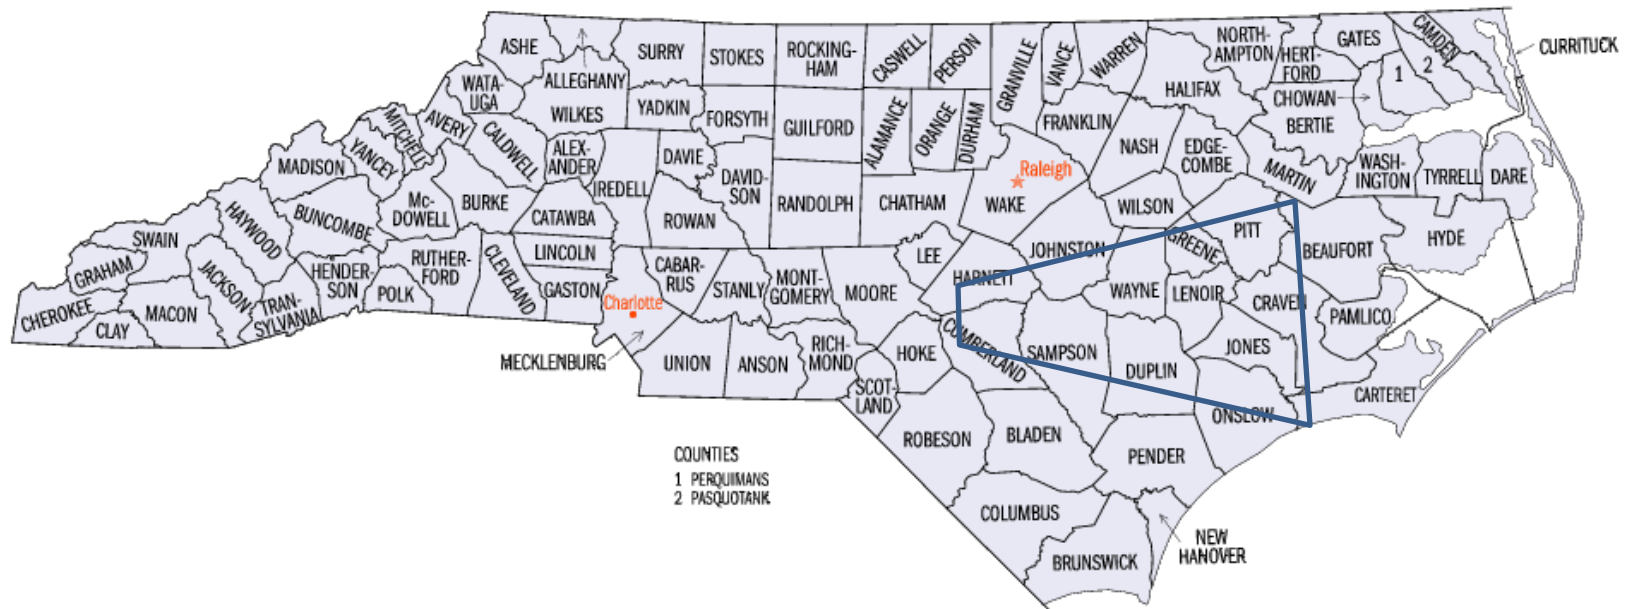 ASHE
ALLEGHANY
SURRY
STOKES
ROCKING-
HAM
CASWELL
PERSON
GRANVILLE
VANCE
WARREN
NORTH-
AMPTON
HERT-
FORD
GATES
CAMDEN
CURRITUCK
1
2
WATA-
UGA
WILKES
YADKIN
FORSYTH
GUILFORD
ALAMANCE
ORANGE
DURHAM
FRANKLIN
HALIFAX
CHOWAN
BERTIE
MITCHELL
AVERY
CALDWELL
ALEX-
ANDER
IREDELL
DAVIE
DAVID-
SON
RANDOLPH
CHATHAM
Raleigh
WAKE
NASH
EDGE-
COMBE
MARTIN
WASH-
INGTON
TYRRELL
DARE
MADISON
YANCEY
Mc-
DOWELL
BURKE
CATAWBA
ROWAN
WILSON
PITT
BEAUFORT
HYDE
SWAIN
HAYWOOD
BUNCOMBE
RUTHER-
FORD
CLEVELAND
LINCOLN
CABAR-
RUS
STANLY
MONT-
GOMERY
MOORE
LEE
HARNETT
JOHNSTON
GREENE
WAYNE
LENOIR
CRAVEN
PAMLICO
GRAHAM
CHEROKEE
CLAY
MACON
JACKSON
TRAN-
SYLVANIA
HENDER-
SON
POLK
GASTON
Charlotte
MECKLENBURG
UNION
ANSON
RICH-
MOND
SCOT-
LAND
HOKE
CUMBERLAND
SAMPSON
DUPLIN
JONES
ONSLOW
CARTERET
ROBESON
BLADEN
PENDER
COLUMBUS
BRUNSWICK
NEW
HANOVER
COUNTIES
1 PERQUIMANS
2 PASQUOTANK